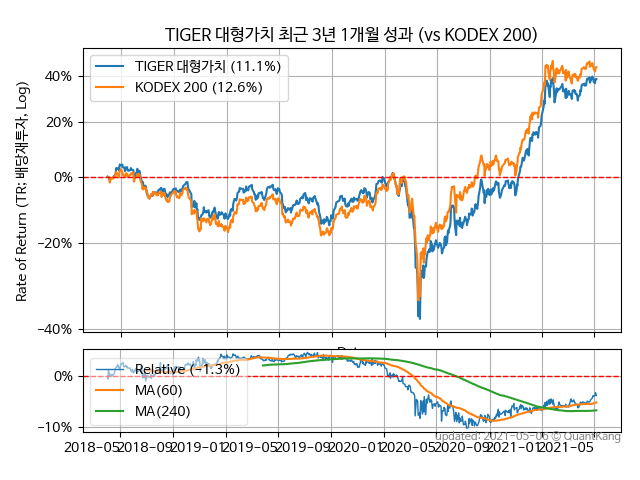 TIGER 대형가치 최근 3년 1개월 성과 (vs KODEX 200)
Rate of Return (TR: 배당재투자, Log)
40%
20%
0%
−20%
−40%
TIGER 대형가치 (11.1%)
KODEX 200 (12.6%)
0%
−10%
Relative (−1.3%)
MA(60)
MA(240)
2018-05 2018-09 2019-01 2019-05 2019-09 2020-01 2020-05 2020-09 2021-01 2021-05
updated: 2021-05-06 © QuantKang